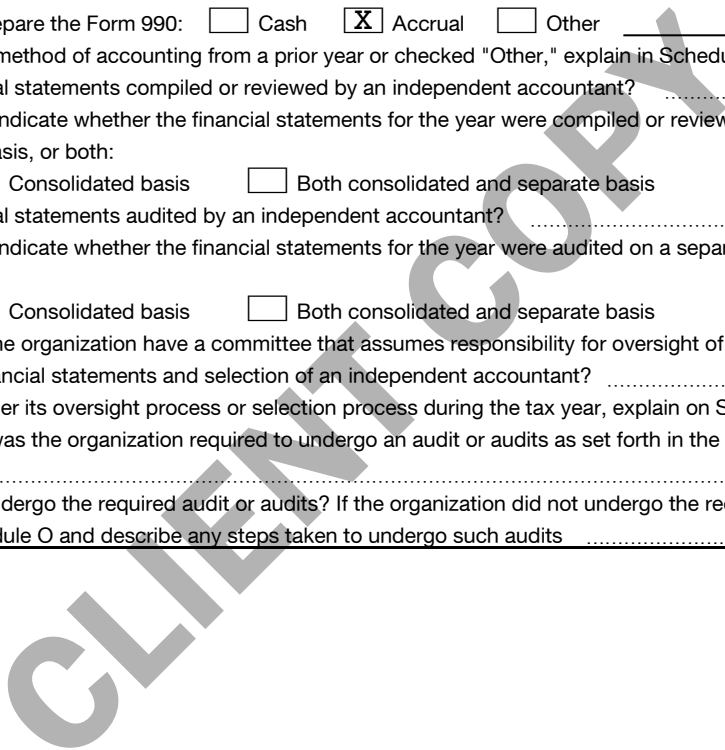 epare the Form 990: Cash X Accrual Other
method of accounting from a prior year or checked "Other," explain in Schedu
al statements compiled or reviewed by an independent accountant?
ndicate whether the financial statements for the year were compiled or review
asis, or both:
Consolidated basis Both consolidated and separate basis
al statements audited by an independent accountant?
ndicate whether the financial statements for the year were audited on a separ
Consolidated basis Both consolidated and separate basis
he organization have a committee that assumes responsibility for oversight of
ancial statements and selection of an independent accountant?
er its oversight process or selection process during the tax year, explain on S
was the organization required to undergo an audit or audits as set forth in the
dergo the required audit or audits? If the organization did not undergo the rec
dule O and describe any steps taken to undergo such audits
CLIENT COPY